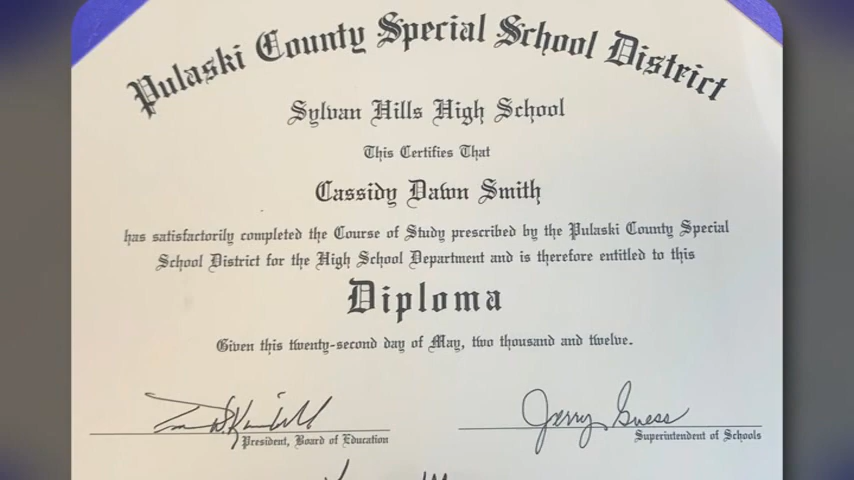 Pulaski County Special School District
Sylvan Hills High School
This Certifies That
Cassidy Dawn Smith
has satisfactorily completed the Course of Study prescribed by the Pulaski County Special
School District for the High School Department and is therefore entitled to this
Diploma
Given this twenty-second day of May, two thousand and twelve.
Jerry Guess
President, Board of Education
Superintendent of Schools